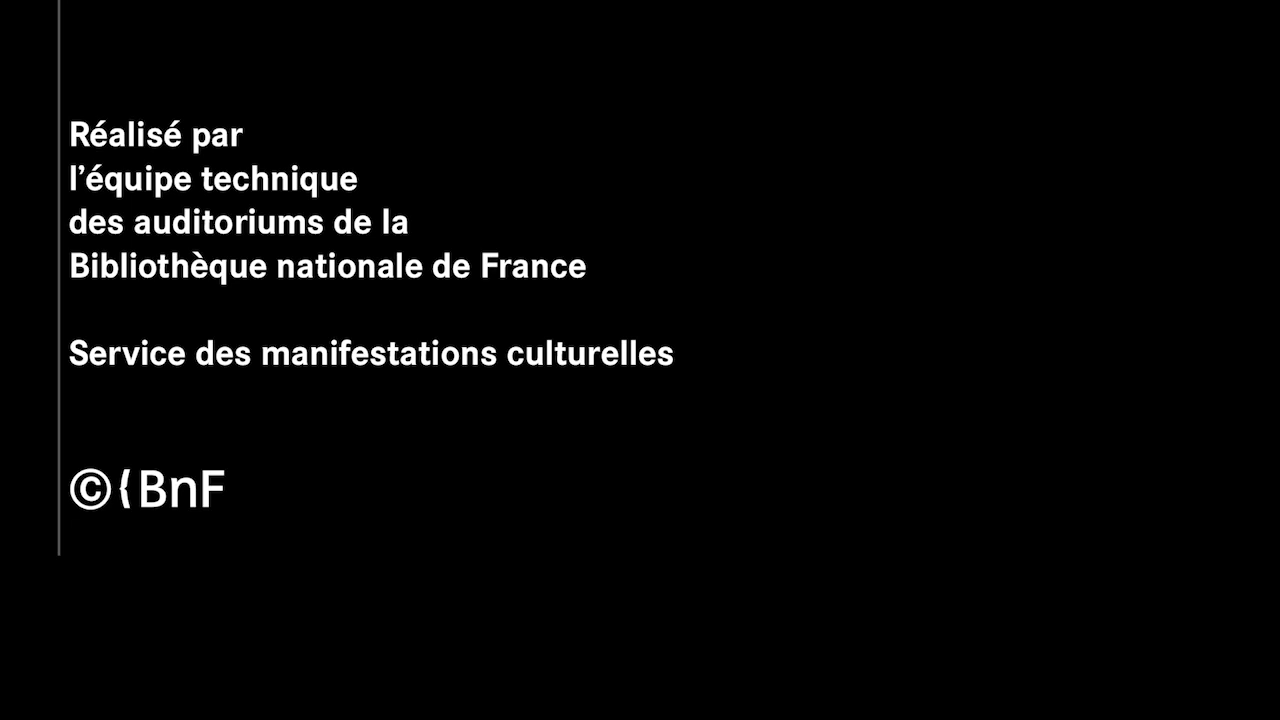 Réalisé par
l’équipe technique
des auditoriums de la
Bibliothèque nationale de France
Service des manifestations culturelles
©{BnF